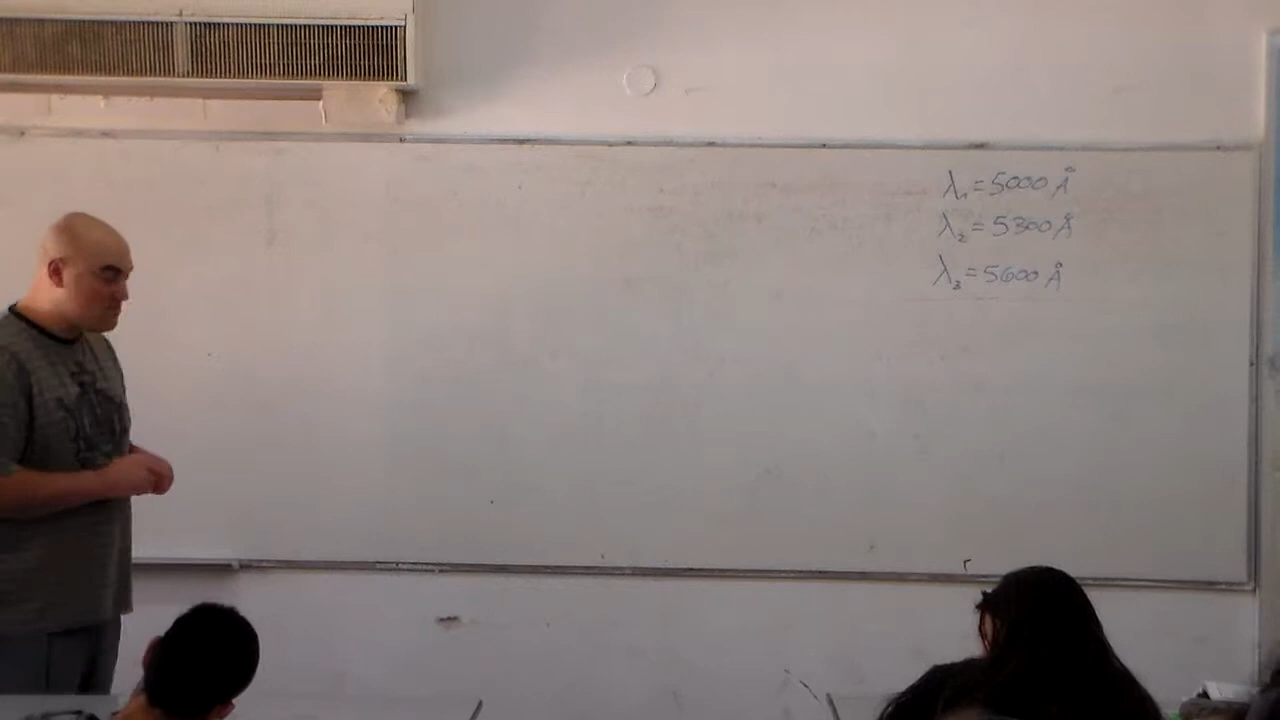 λ₁ = 5000 Å
λ₂ = 5300 Å
λ₃ = 5600 Å